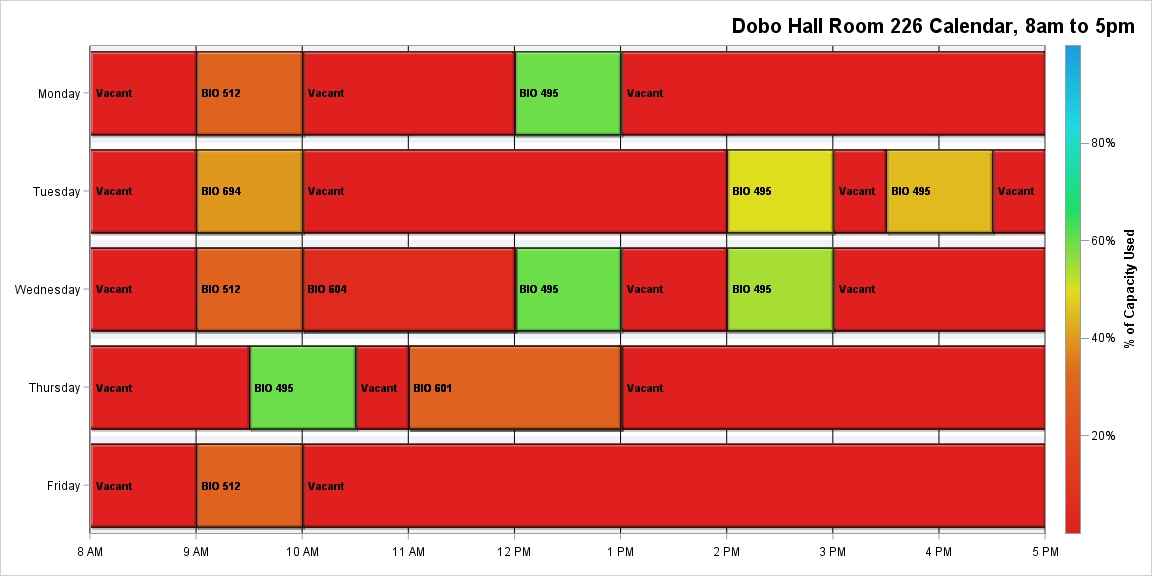 Dobo Hall Room 226 Calendar, 8am to 5pm
Monday Vacant BIO 512 Vacant BIO 495 Vacant
Tuesday Vacant BIO 694 Vacant BIO 495 Vacant BIO 495 Vacant
Wednesday Vacant BIO 512 BIO 604 BIO 495 Vacant BIO 495 Vacant
Thursday Vacant BIO 495 Vacant BIO 601 Vacant
Friday Vacant BIO 512 Vacant
8 AM 9 AM 10 AM 11 AM 12 PM 1 PM 2 PM 3 PM 4 PM 5 PM
80%
60%
40%
20%
% of Capacity Used